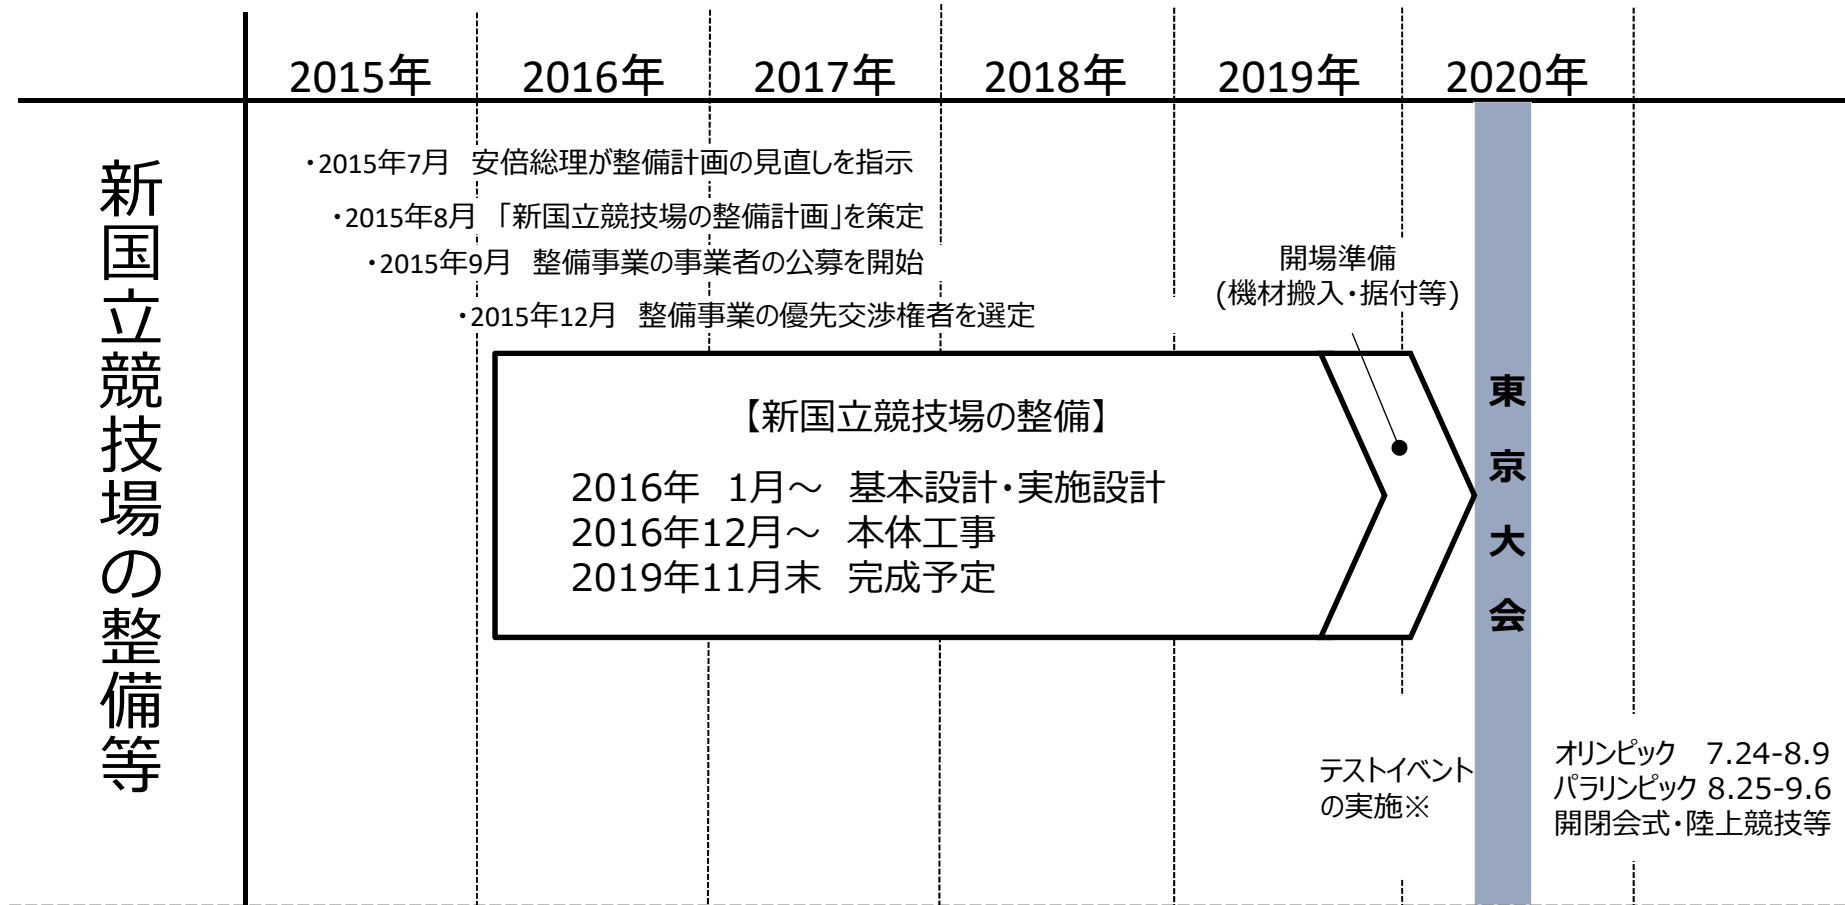 2015年 2016年 2017年 2018年 2019年 2020年
新国立競技場の整備等
・2015年7月 安倍総理が整備計画の見直しを指示
・2015年8月 「新国立競技場の整備計画」を策定
・2015年9月 整備事業の事業者の公募を開始
・2015年12月 整備事業の優先交渉権者を選定
開場準備
(機材搬入・据付等)
【新国立競技場の整備】
2016年 1月～ 基本設計・実施設計
2016年12月～ 本体工事
2019年11月末 完成予定
東京大会
テストイベント
の実施※
オリンピック 7.24-8.9
パラリンピック 8.25-9.6
開閉会式・陸上競技等